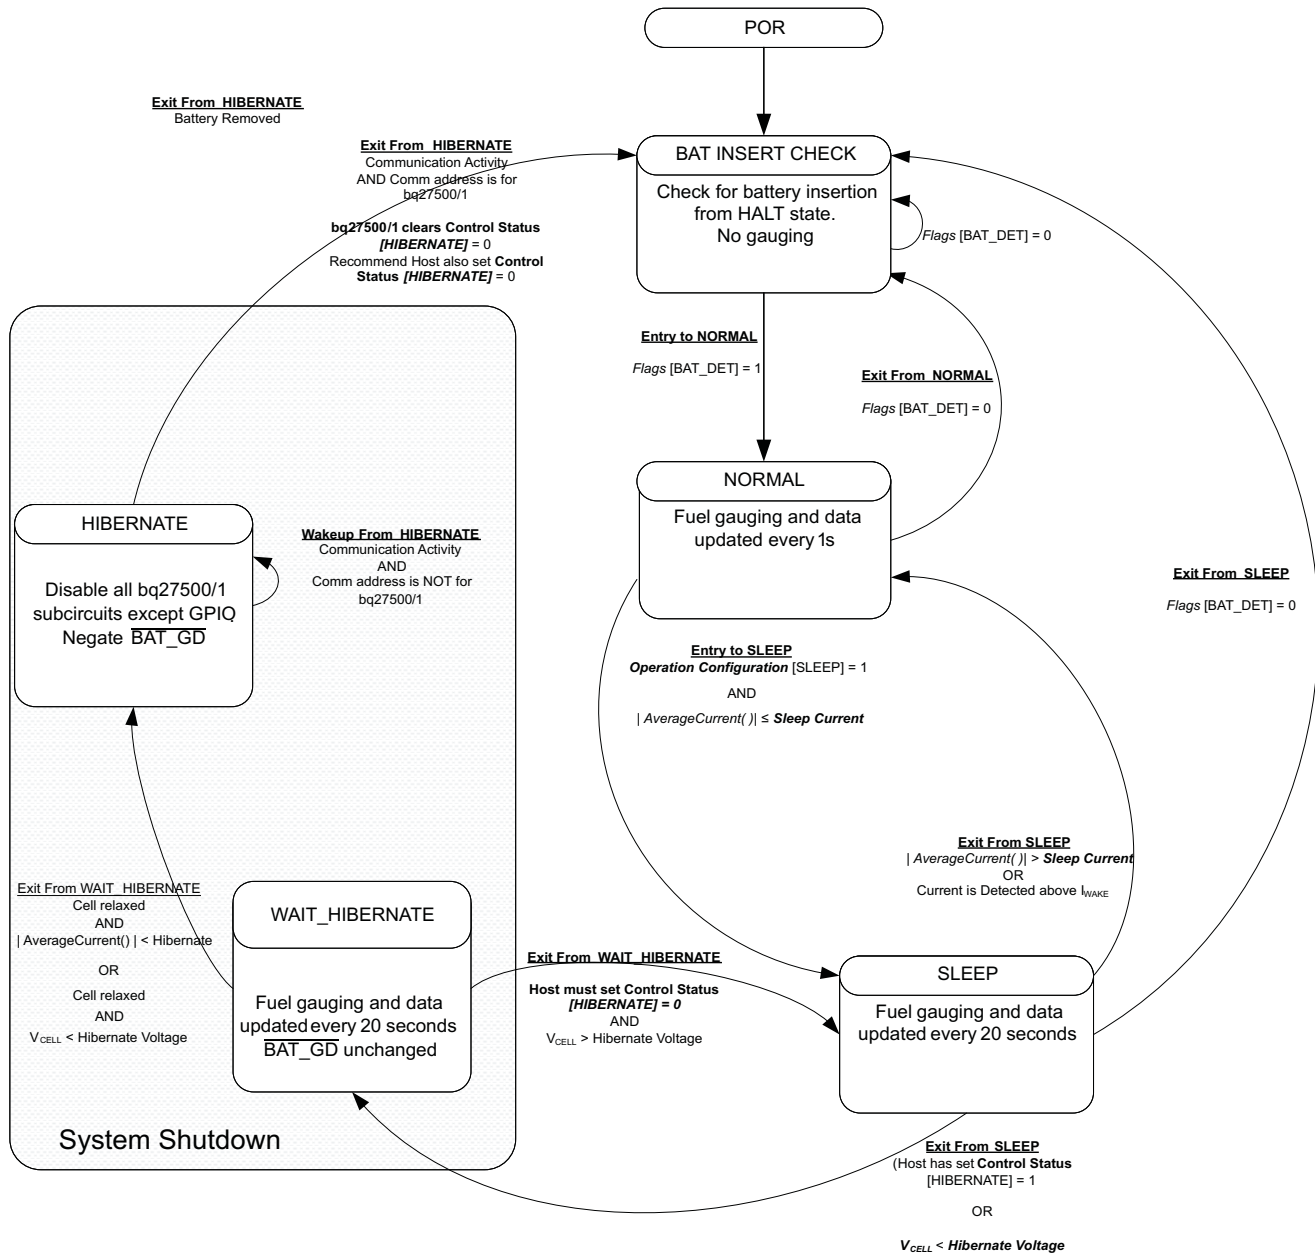 POR
Exit From HIBERNATE
Battery Removed
Exit From HIBERNATE
Communication Activity
AND Comm address is for
bq27500/1
bq27500/1 clears Control Status
[HIBERNATE] = 0
Recommend Host also set Control
Status [HIBERNATE] = 0
BAT INSERT CHECK
Check for battery insertion
from HALT state.
No gauging
Flags [BAT_DET] = 0
Entry to NORMAL
Flags [BAT_DET] = 1
Exit From NORMAL
Flags [BAT_DET] = 0
NORMAL
Fuel gauging and data
updated every 1s
HIBERNATE
Disable all bq27500/1
subcircuits except GPIQ
Negate BAT_GD
Wakeup From HIBERNATE
Communication Activity
AND
Comm address is NOT for
bq27500/1
Exit From SLEEP
Flags [BAT_DET] = 0
Entry to SLEEP
Operation Configuration [SLEEP] = 1
AND
| AverageCurrent( )| ≤ Sleep Current
Exit From SLEEP
| AverageCurrent( )| > Sleep Current
OR
Current is Detected above IWAKE
Exit From WAIT_HIBERNATE
Cell relaxed
AND
| AverageCurrent() | < Hibernate
OR
Cell relaxed
AND
VCELL < Hibernate Voltage
WAIT_HIBERNATE
Fuel gauging and data
updated every 20 seconds
BAT_GD unchanged
Exit From WAIT_HIBERNATE
Host must set Control Status
[HIBERNATE] = 0
AND
VCELL > Hibernate Voltage
SLEEP
Fuel gauging and data
updated every 20 seconds
System Shutdown
Exit From SLEEP
(Host has set Control Status
[HIBERNATE] = 1
OR
VCELL < Hibernate Voltage